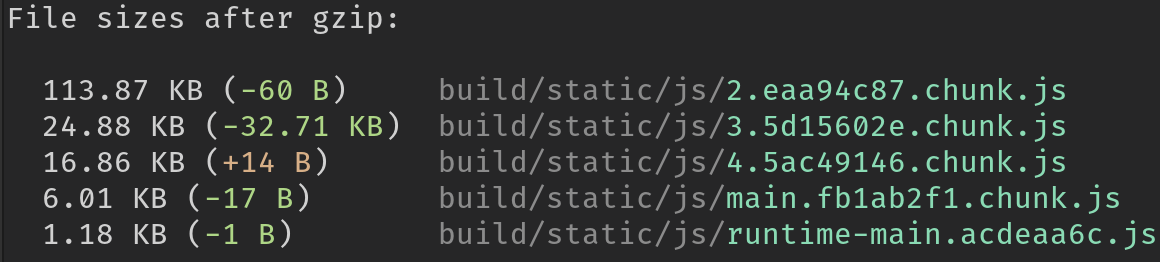 File sizes after gzip:
113.87 KB (-60 B) build/static/js/2.eaa94c87.chunk.js
24.88 KB (-32.71 KB) build/static/js/3.5d15602e.chunk.js
16.86 KB (+14 B) build/static/js/4.5ac49146.chunk.js
6.01 KB (-17 B) build/static/js/main.fb1ab2f1.chunk.js
1.18 KB (-1 B) build/static/js/runtime-main.acdeaa6c.js